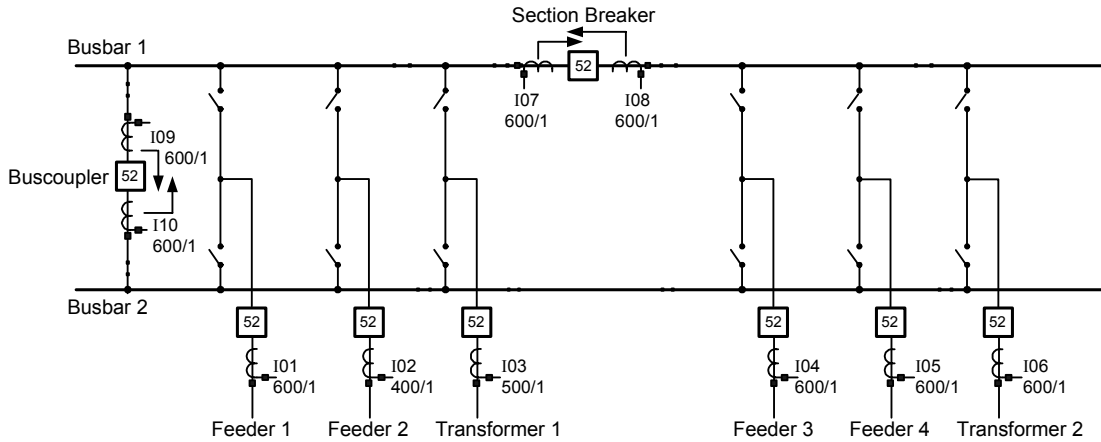 Section Breaker
Busbar 1
52
I07
600/1
I08
600/1
I09
600/1
Buscoupler
52
I10
600/1
Busbar 2
52
52
52
52
52
52
I01
600/1
I02
400/1
I03
500/1
I04
600/1
I05
600/1
I06
600/1
Feeder 1
Feeder 2
Transformer 1
Feeder 3
Feeder 4
Transformer 2